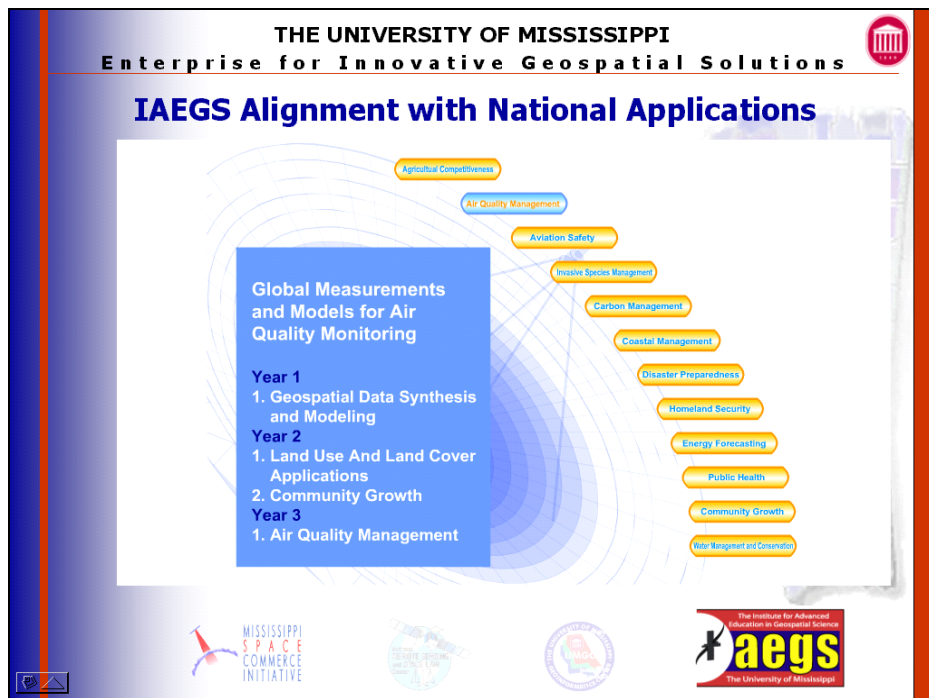 THE UNIVERSITY OF MISSISSIPPI
Enterprise for Innovative Geospatial Solutions
IAEGS Alignment with National Applications
Agricultual Competitiveness
Air Quality Management
Aviation Safety
Invasive Species Management
Carbon Management
Coastal Management
Disaster Preparedness
Homeland Security
Energy Forecasting
Public Health
Community Growth
Water Management and Conservation
Global Measurements
and Models for Air
Quality Monitoring
Year 1
1. Geospatial Data Synthesis
and Modeling
Year 2
1. Land Use And Land Cover
Applications
2. Community Growth
Year 3
1. Air Quality Management
MISSISSIPPI
SPACE
COMMERCE
INITIATIVE
The Institute for Advanced
Education in Geospatial Science
iaegs
The University of Mississippi